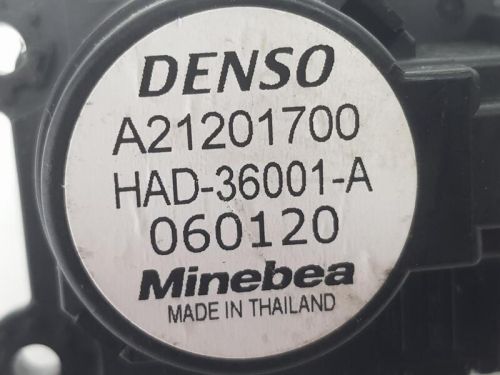 DENSO
A21201700
HAD-36001-A
060120
Minebea
MADE IN THAILAND